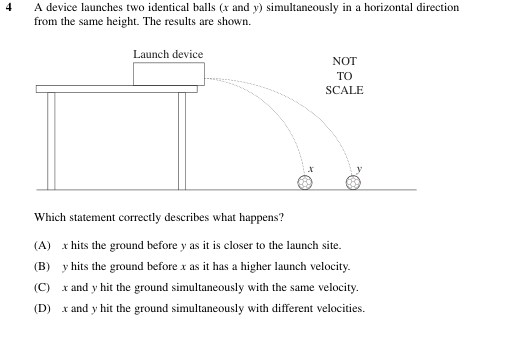 4 A device launches two identical balls (x and y) simultaneously in a horizontal direction
from the same height. The results are shown.
Launch device
NOT
TO
SCALE
x y
Which statement correctly describes what happens?
(A) x hits the ground before y as it is closer to the launch site.
(B) y hits the ground before x as it has a higher launch velocity.
(C) x and y hit the ground simultaneously with the same velocity.
(D) x and y hit the ground simultaneously with different velocities.